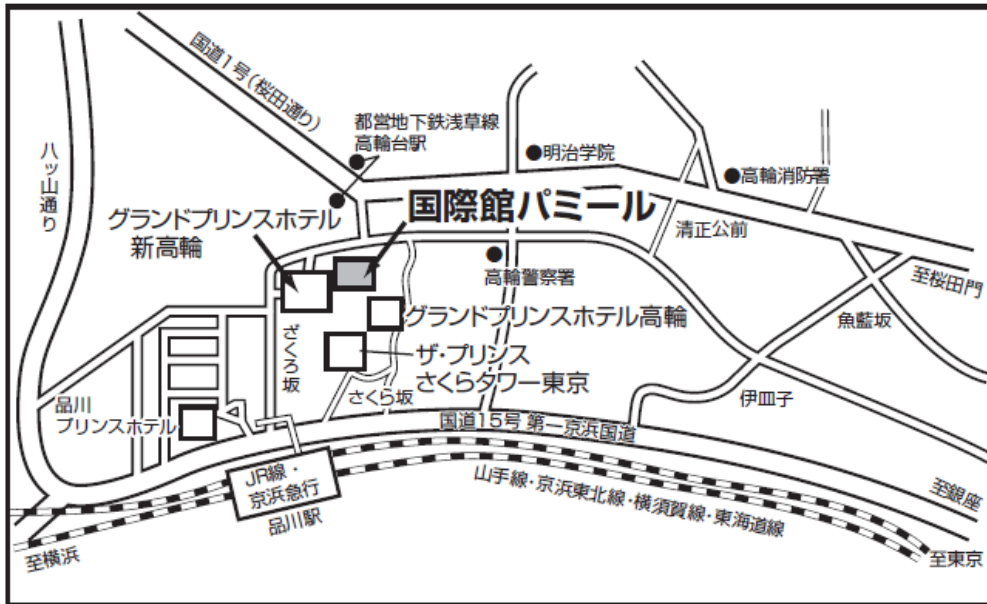 国道1号(桜田通り)
八ッ山通り
都営地下鉄浅草線
高輪台駅
●明治学院
●高輪消防署
国際館パミール
グランドプリンスホテル
新高輪
清正公前
高輪警察署
至桜田門
魚藍坂
グランドプリンスホテル高輪
ざくろ坂
ザ・プリンス
さくらタワー東京
さくら坂
伊皿子
品川
プリンスホテル
国道15号 第一京浜国道
JR線・
京浜急行
品川駅
山手線・京浜東北線・横須賀線・東海道線
至銀座
至横浜
至東京